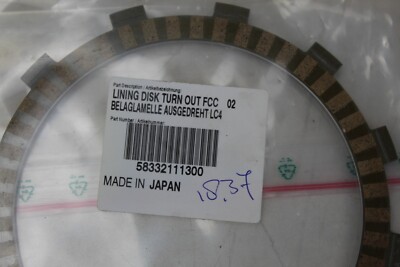 Part Description / Artikelbezeichnung:
LINING DISK TURN OUT FCC 02
BELAGLAMELLE AUSGEDREHT LC4
Part Number / Artikelnummer:
58332111300
MADE IN JAPAN
18.37